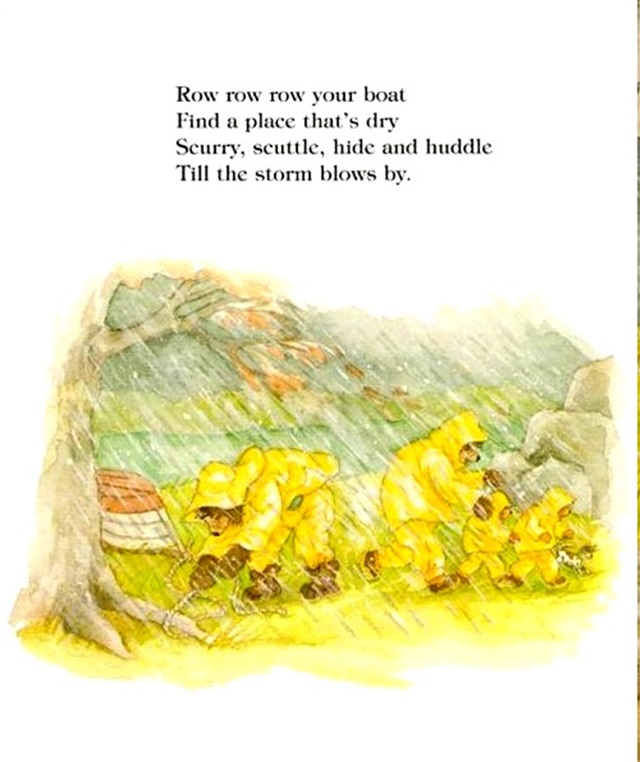 Row row row your boat
Find a place that's dry
Scurry, scuttle, hide and huddle
Till the storm blows by.